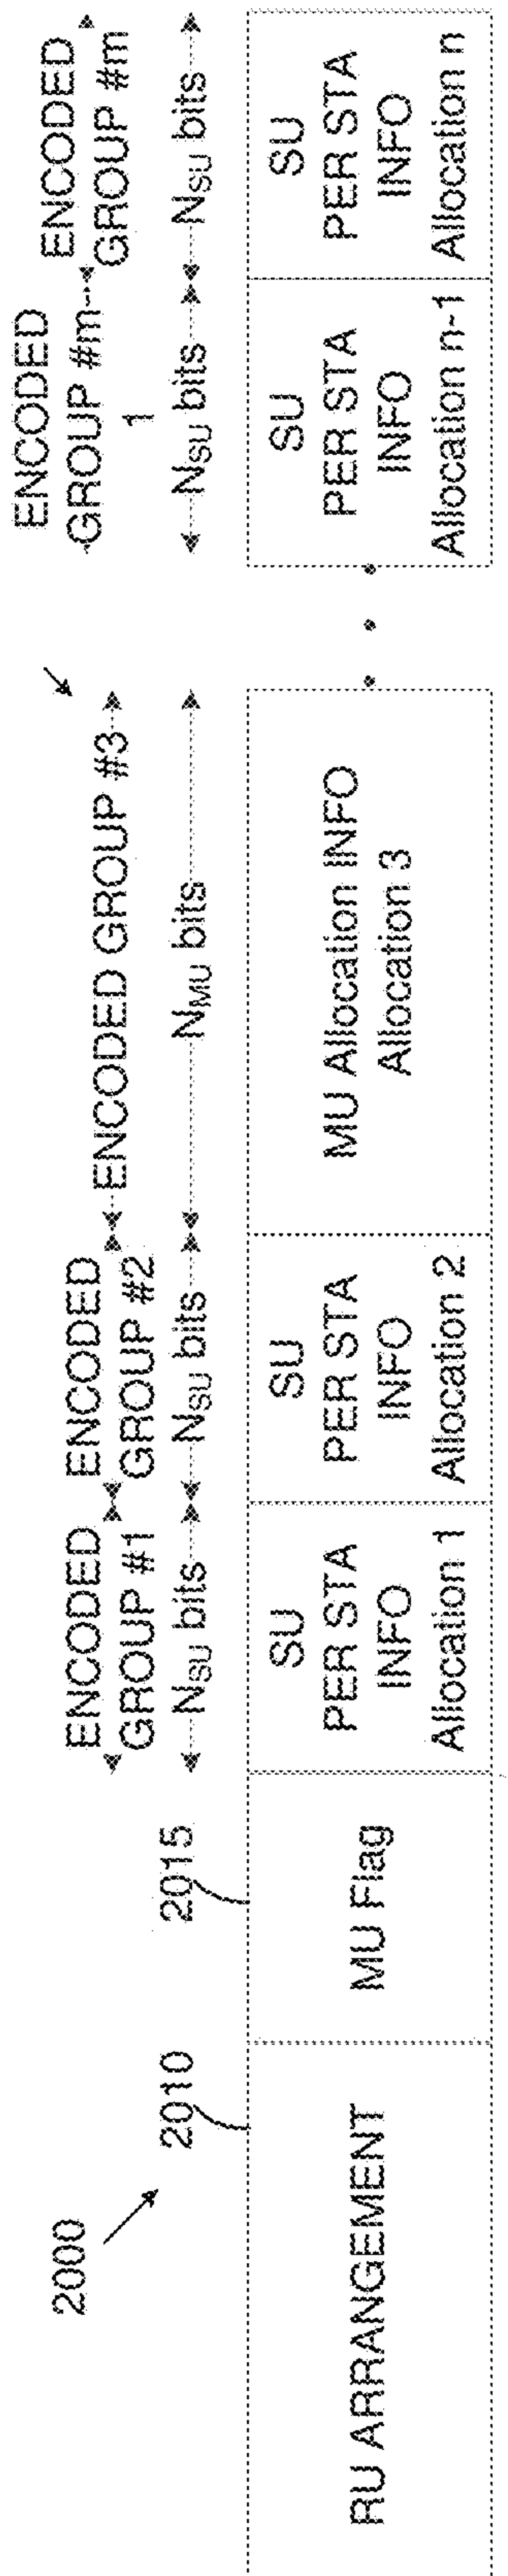 2000
2010
2015
ENCODED
GROUP #1
ENCODED
GROUP #2
ENCODED GROUP #3
ENCODED
GROUP #m-
1
ENCODED
GROUP #m
NSU bits
NSU bits
NMU bits
NSU bits
NSU bits
RU ARRANGEMENT
MU Flag
SU
PER STA
INFO
Allocation 1
SU
PER STA
INFO
Allocation 2
MU Allocation INFO
Allocation 3
SU
PER STA
INFO
Allocation n-1
SU
PER STA
INFO
Allocation n